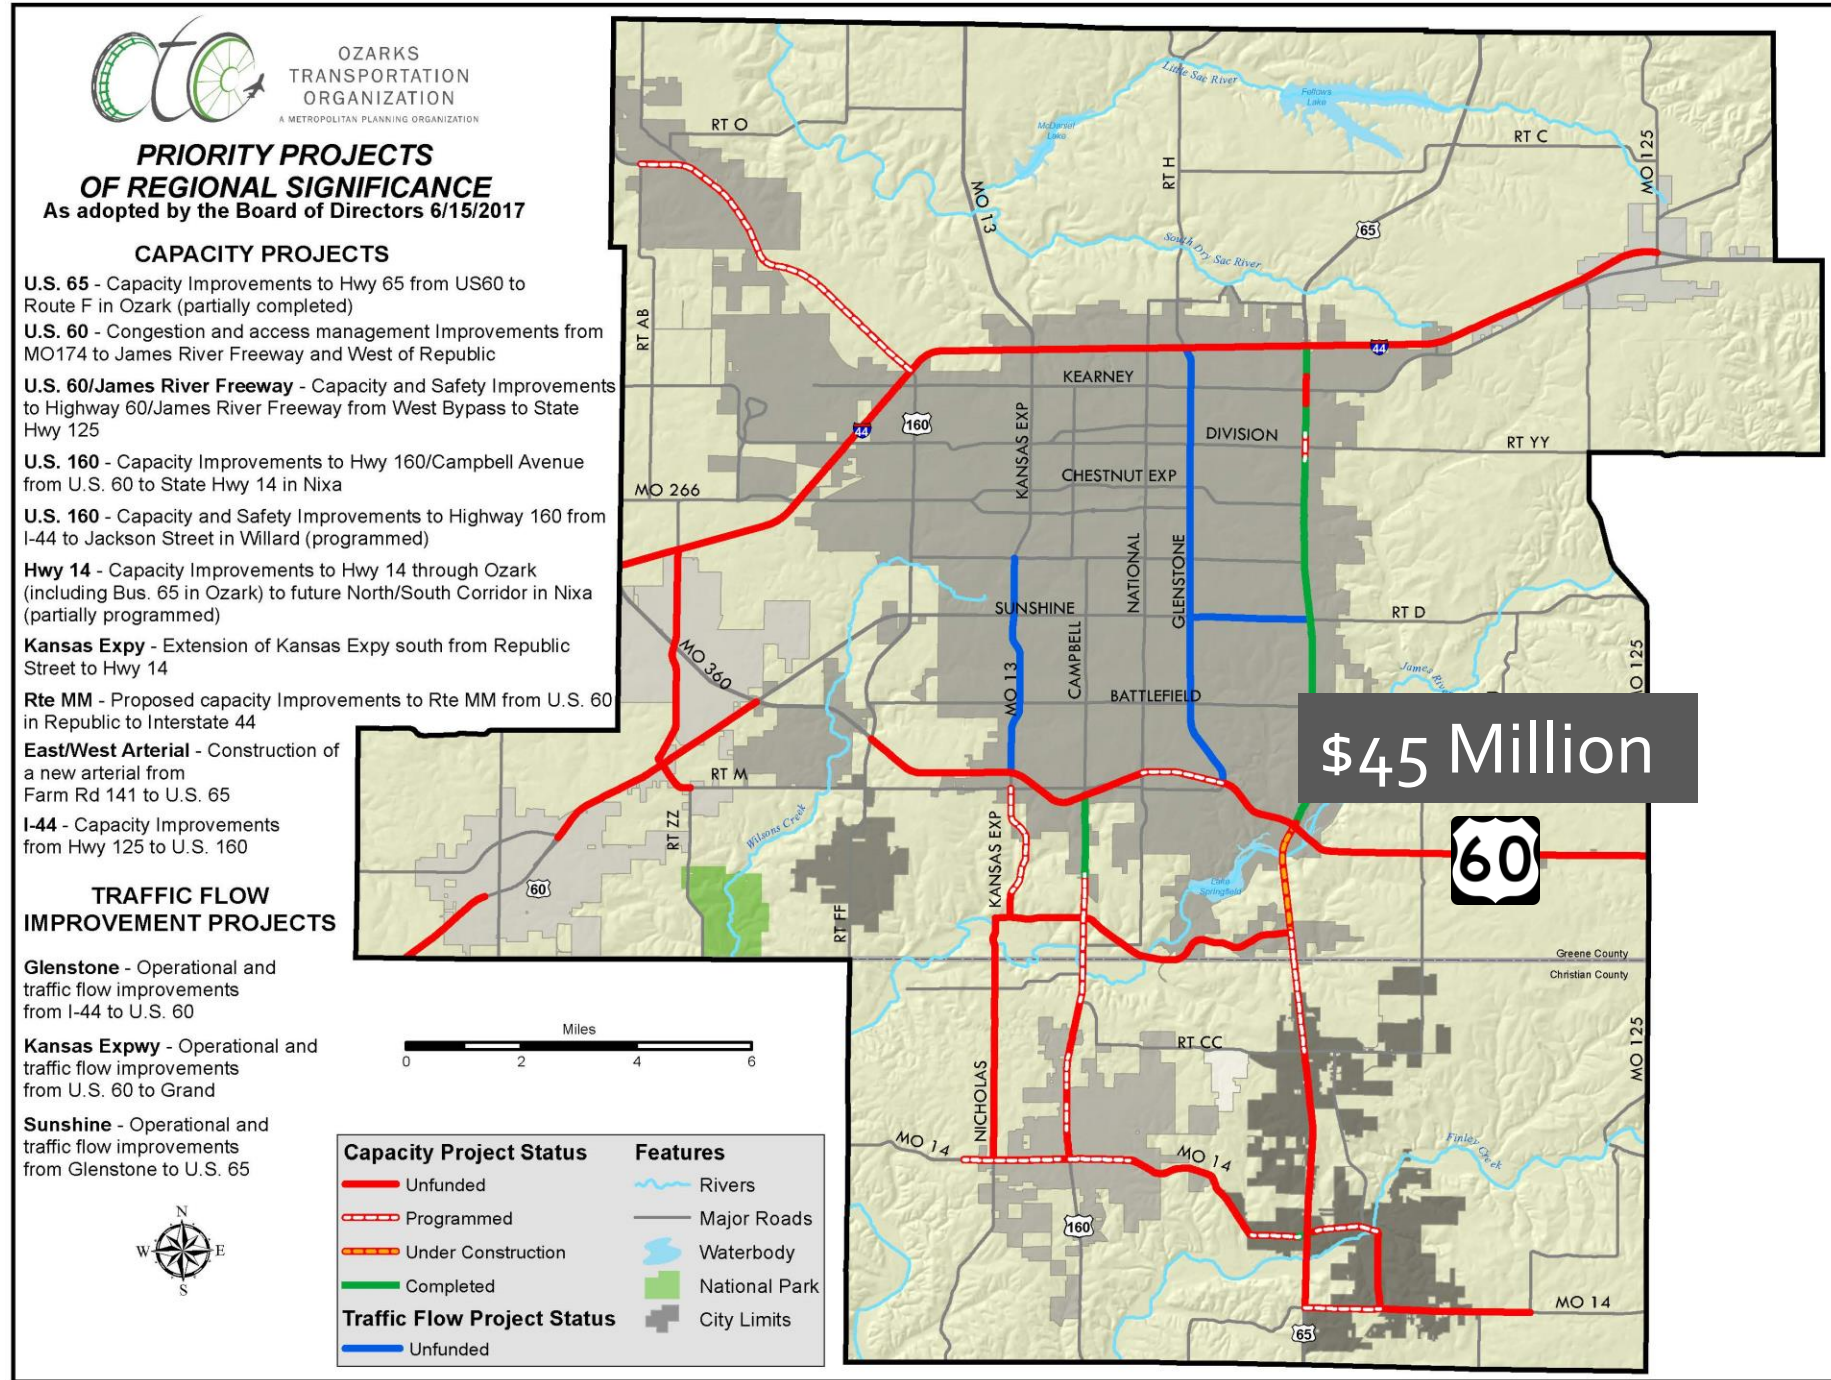 OZARKS
TRANSPORTATION
ORGANIZATION
A METROPOLITAN PLANNING ORGANIZATION
PRIORITY PROJECTS
OF REGIONAL SIGNIFICANCE
As adopted by the Board of Directors 6/15/2017
CAPACITY PROJECTS
U.S. 65 - Capacity Improvements to Hwy 65 from US60 to
Route F in Ozark (partially completed)
U.S. 60 - Congestion and access management Improvements from
MO174 to James River Freeway and West of Republic
U.S. 60/James River Freeway - Capacity and Safety Improvements
to Highway 60/James River Freeway from West Bypass to State
Hwy 125
U.S. 160 - Capacity Improvements to Hwy 160/Campbell Avenue
from U.S. 60 to State Hwy 14 in Nixa
U.S. 160 - Capacity and Safety Improvements to Highway 160 from
I-44 to Jackson Street in Willard (programmed)
Hwy 14 - Capacity Improvements to Hwy 14 through Ozark
(including Bus. 65 in Ozark) to future North/South Corridor in Nixa
(partially programmed)
Kansas Expy - Extension of Kansas Expy south from Republic
Street to Hwy 14
Rte MM - Proposed capacity Improvements to Rte MM from U.S. 60
in Republic to Interstate 44
East/West Arterial - Construction of
a new arterial from
Farm Rd 141 to U.S. 65
I-44 - Capacity Improvements
from Hwy 125 to U.S. 160
TRAFFIC FLOW
IMPROVEMENT PROJECTS
Glenstone - Operational and
traffic flow improvements
from I-44 to U.S. 60
Kansas Expwy - Operational and
traffic flow improvements
from U.S. 60 to Grand
Sunshine - Operational and
traffic flow improvements
from Glenstone to U.S. 65
N
W E
S
Miles
0 2 4 6
Capacity Project Status
Unfunded
Programmed
Under Construction
Completed
Traffic Flow Project Status
Unfunded
Features
Rivers
Major Roads
Waterbody
National Park
City Limits
RT O
Little Sac River
Fellows
Lake
McDaniel
Lake
RT C
MO 125
RT H
MO 13
65
South Dry Sac River
RT AB
44
KEARNEY
160
44
KANSAS EXP
DIVISION
RT YY
CHESTNUT EXP
MO 266
NATIONAL
GLENSTONE
SUNSHINE
RT D
CAMPBELL
MO 360
James
MO 13
BATTLEFIELD
$45 Million
RT M
RT ZZ
Wilsons Creek
KANSAS EXP
60
60
Lake
Springfield
RT FF
Greene County
Christian County
RT CC
MO 125
NICHOLAS
MO 14
MO 14
Finley Creek
160
MO 14
65